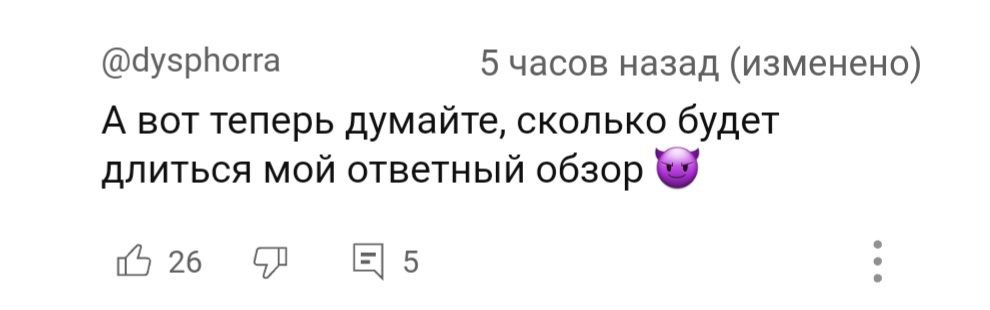 @dysphorra 5 часов назад (изменено)
А вот теперь думайте, сколько будет
длиться мой ответный обзор 😈
26 5